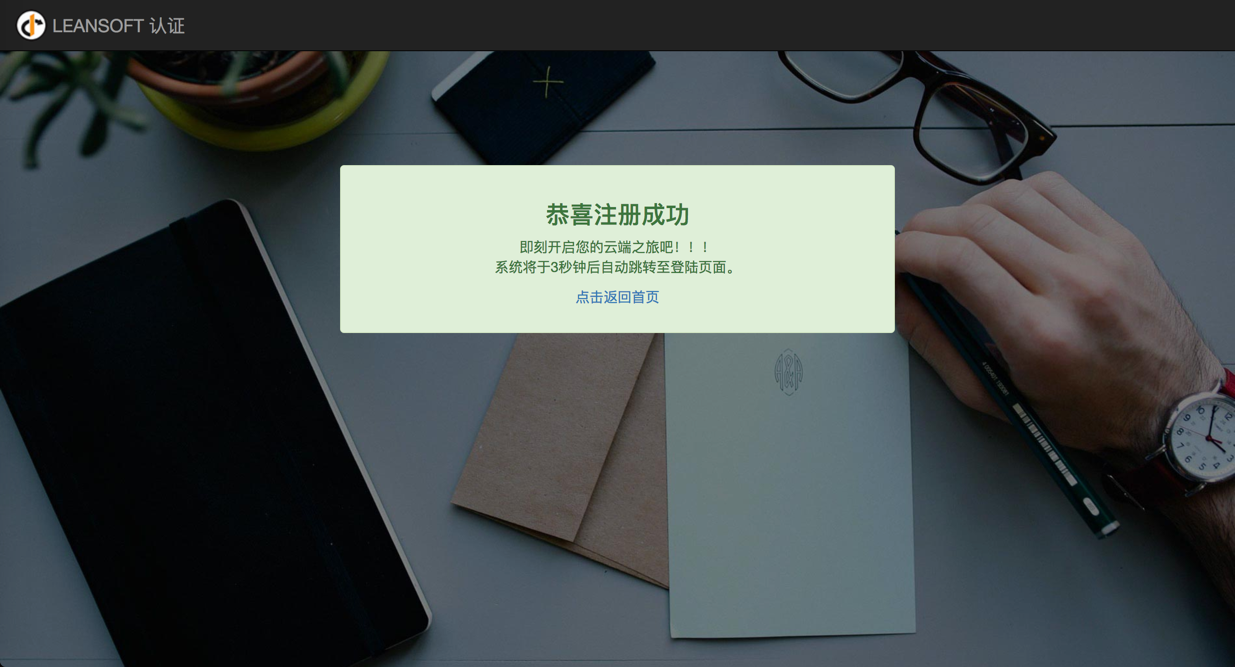 LEANSOFT 认证
恭喜注册成功
即刻开启您的云端之旅吧！！！
系统将于3秒钟后自动跳转至登陆页面。
点击返回首页